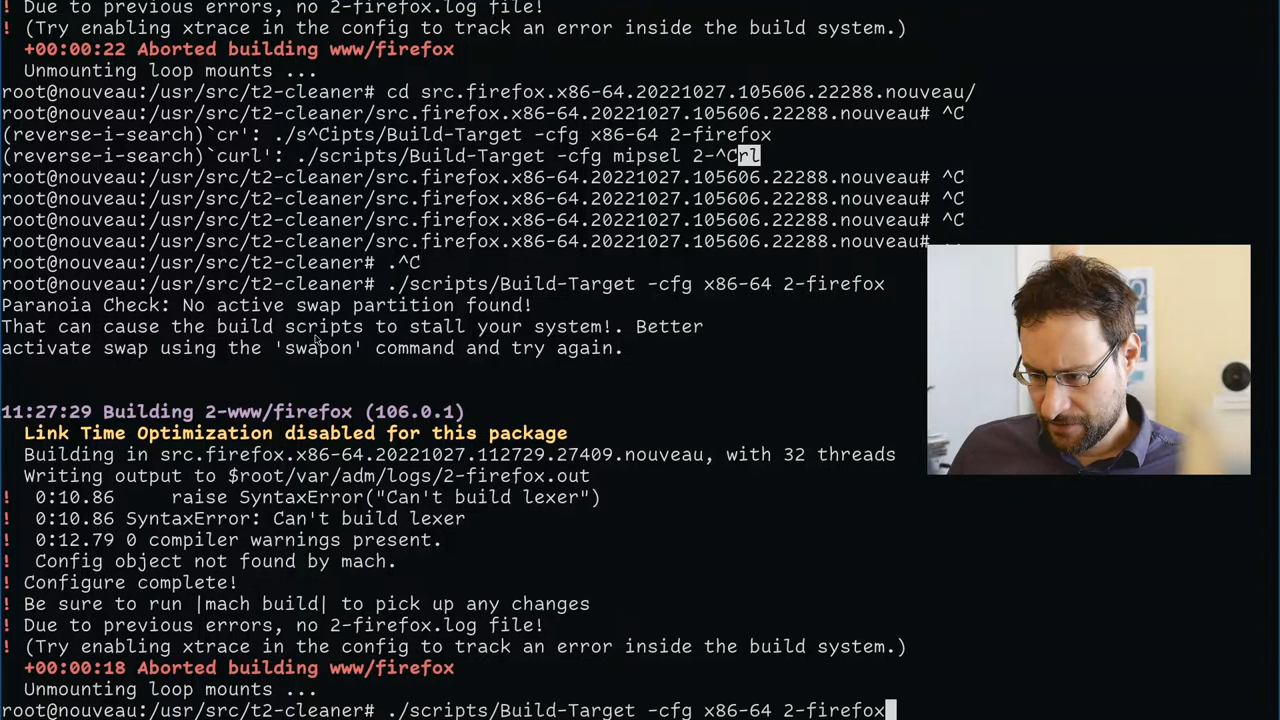 ! Due to previous errors, no 2-firefox.log file!
! (Try enabling xtrace in the config to track an error inside the build system.)
+00:00:22 Aborted building www/firefox
Unmounting loop mounts ...
root@nouveau:/usr/src/t2-cleaner# cd src.firefox.x86-64.20221027.105606.22288.nouveau/
root@nouveau:/usr/src/t2-cleaner/src.firefox.x86-64.20221027.105606.22288.nouveau# ^C
(reverse-i-search)`cr': ./s^Cipts/Build-Target -cfg x86-64 2-firefox
(reverse-i-search)`curl': ./scripts/Build-Target -cfg mipsel 2-^Crl
root@nouveau:/usr/src/t2-cleaner/src.firefox.x86-64.20221027.105606.22288.nouveau# ^C
root@nouveau:/usr/src/t2-cleaner/src.firefox.x86-64.20221027.105606.22288.nouveau# ^C
root@nouveau:/usr/src/t2-cleaner/src.firefox.x86-64.20221027.105606.22288.nouveau# ^C
root@nouveau:/usr/src/t2-cleaner/src.firefox.x86-64.20221027.105606.22288.nouveau# ..
root@nouveau:/usr/src/t2-cleaner# .^C
root@nouveau:/usr/src/t2-cleaner# ./scripts/Build-Target -cfg x86-64 2-firefox
Paranoia Check: No active swap partition found!
That can cause the build scripts to stall your system!. Better
activate swap using the 'swapon' command and try again.
11:27:29 Building 2-www/firefox (106.0.1)
Link Time Optimization disabled for this package
Building in src.firefox.x86-64.20221027.112729.27409.nouveau, with 32 threads
Writing output to $root/var/adm/logs/2-firefox.out
! 0:10.86     raise SyntaxError("Can't build lexer")
! 0:10.86 SyntaxError: Can't build lexer
! 0:12.79 0 compiler warnings present.
! Config object not found by mach.
! Configure complete!
! Be sure to run |mach build| to pick up any changes
! Due to previous errors, no 2-firefox.log file!
! (Try enabling xtrace in the config to track an error inside the build system.)
+00:00:18 Aborted building www/firefox
Unmounting loop mounts ...
root@nouveau:/usr/src/t2-cleaner# ./scripts/Build-Target -cfg x86-64 2-firefox